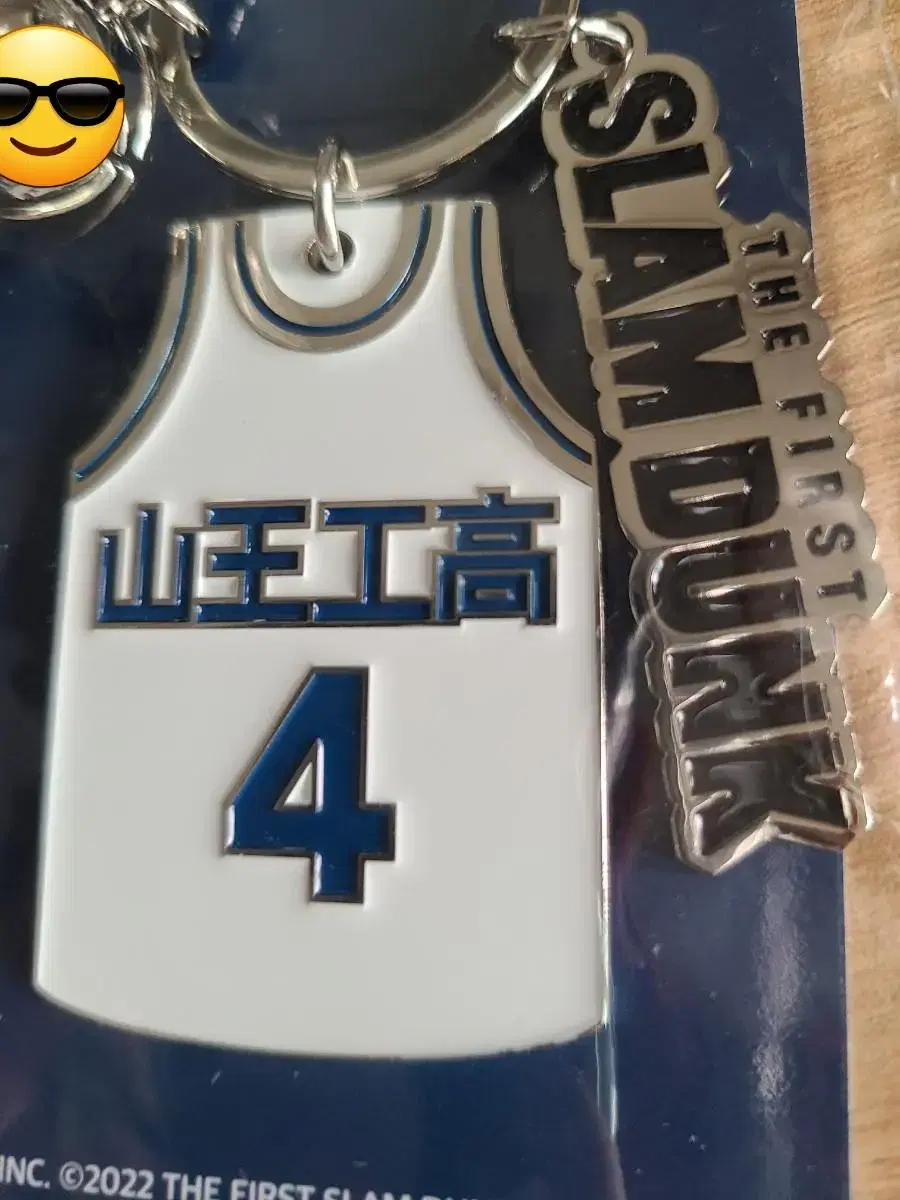 THE FIRST
SLAM DUNK
山王工高
4
INC. ©2022 THE FIRST SLAM